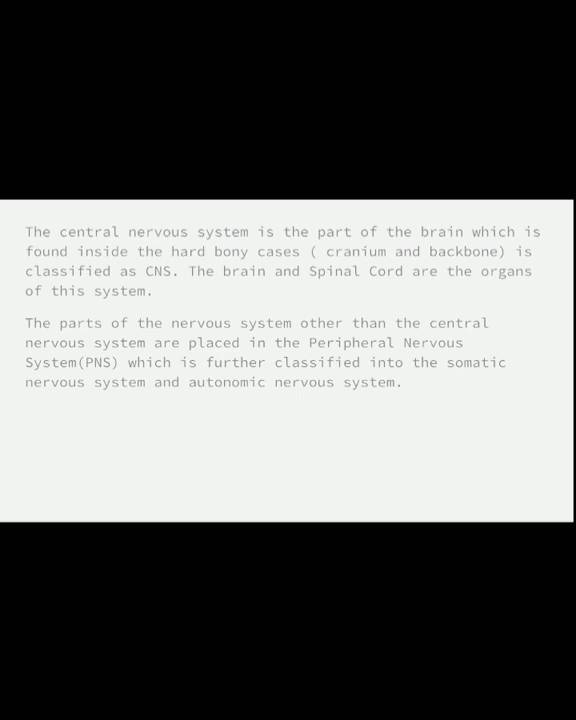 The central nervous system is the part of the brain which is
found inside the hard bony cases ( cranium and backbone) is
classified as CNS. The brain and Spinal Cord are the organs
of this system.
The parts of the nervous system other than the central
nervous system are placed in the Peripheral Nervous
System(PNS) which is further classified into the somatic
nervous system and autonomic nervous system.